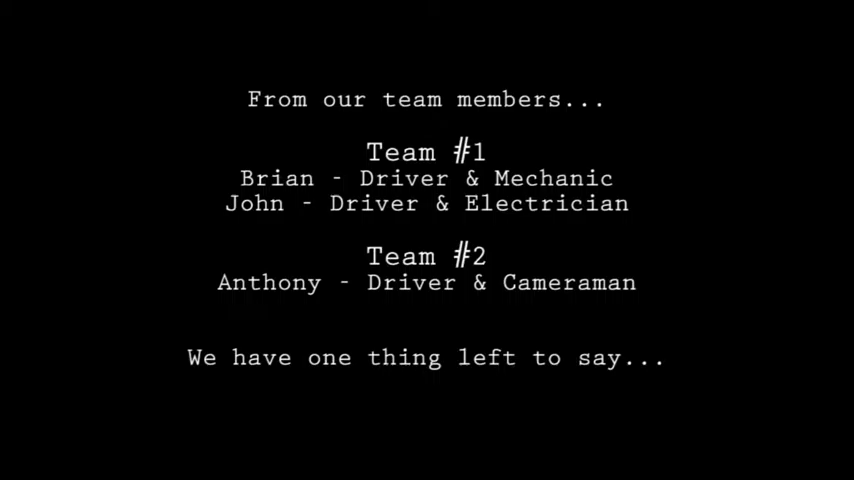 From our team members...
Team #1
Brian - Driver & Mechanic
John - Driver & Electrician
Team #2
Anthony - Driver & Cameraman
We have one thing left to say...